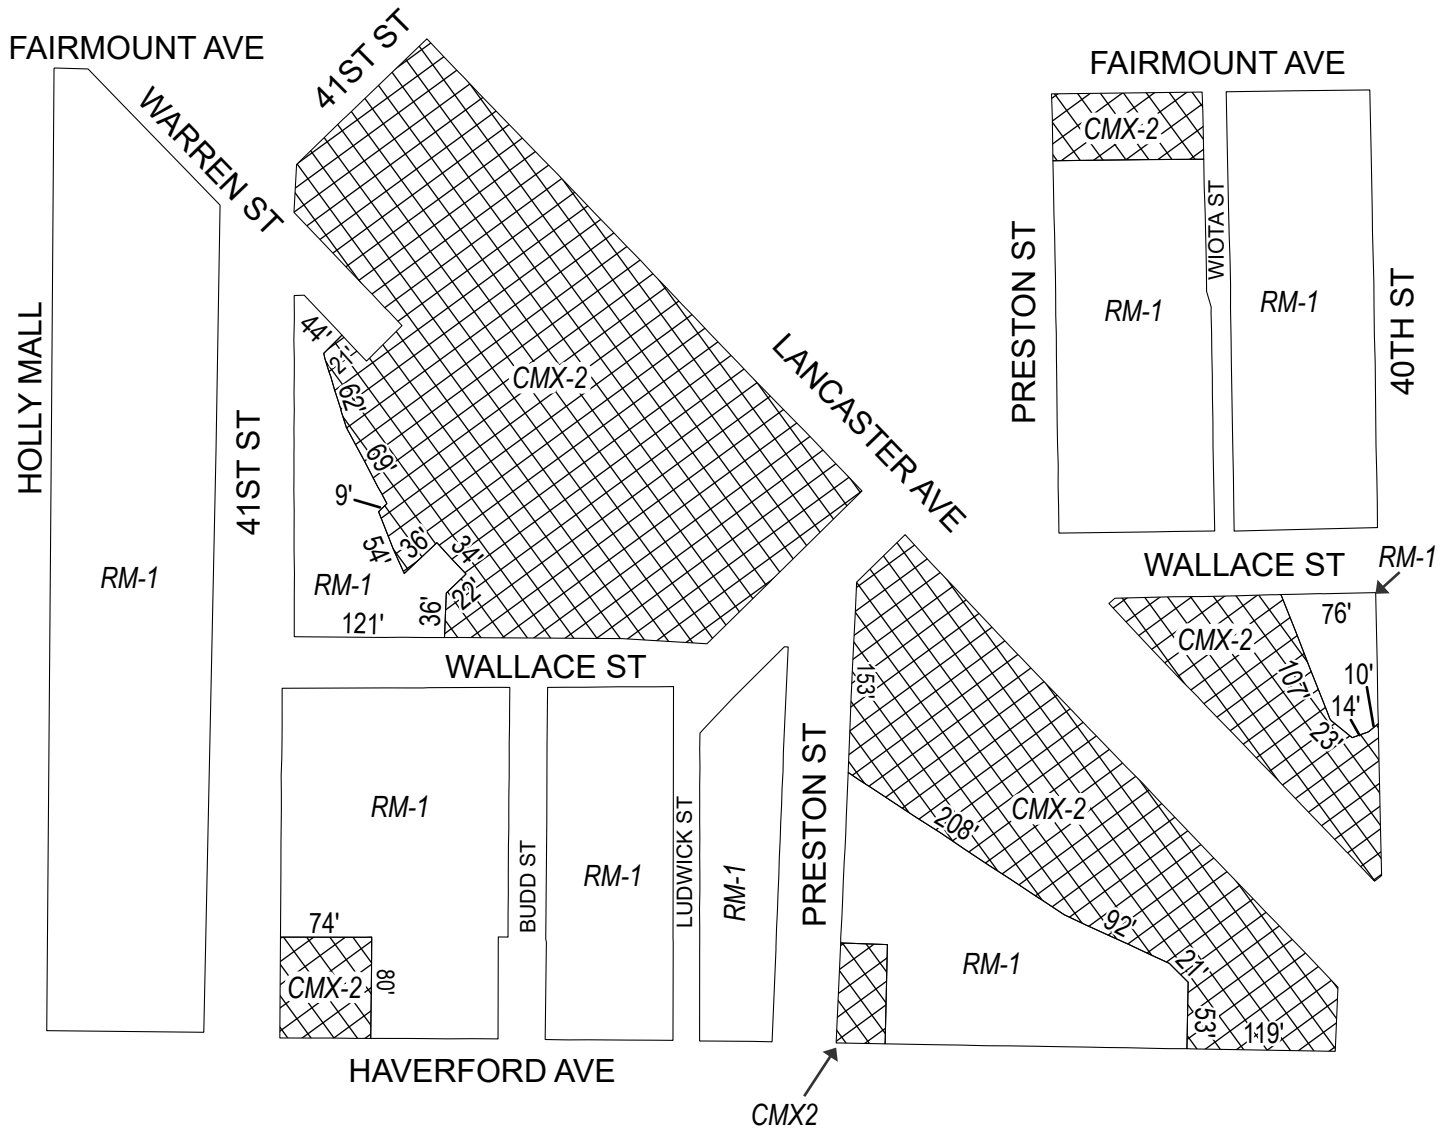 FAIRMOUNT AVE
41ST ST
FAIRMOUNT AVE
WARREN ST
CMX-2
WIOTA ST
PRESTON ST
HOLLY MALL
RM-1
RM-1
40TH ST
44'
21'
62'
CMX-2
LANCASTER AVE
41ST ST
69'
9'
54'
36'
34'
22'
36'
RM-1
121'
RM-1
WALLACE ST
RM-1
76'
CMX-2
107'
10'
14'
23'
WALLACE ST
153'
PRESTON ST
RM-1
CMX-2
208'
BUDD ST
RM-1
LUDWICK ST
RM-1
92'
74'
CMX-2
80'
RM-1
21'
53'
119'
HAVERFORD AVE
CMX2